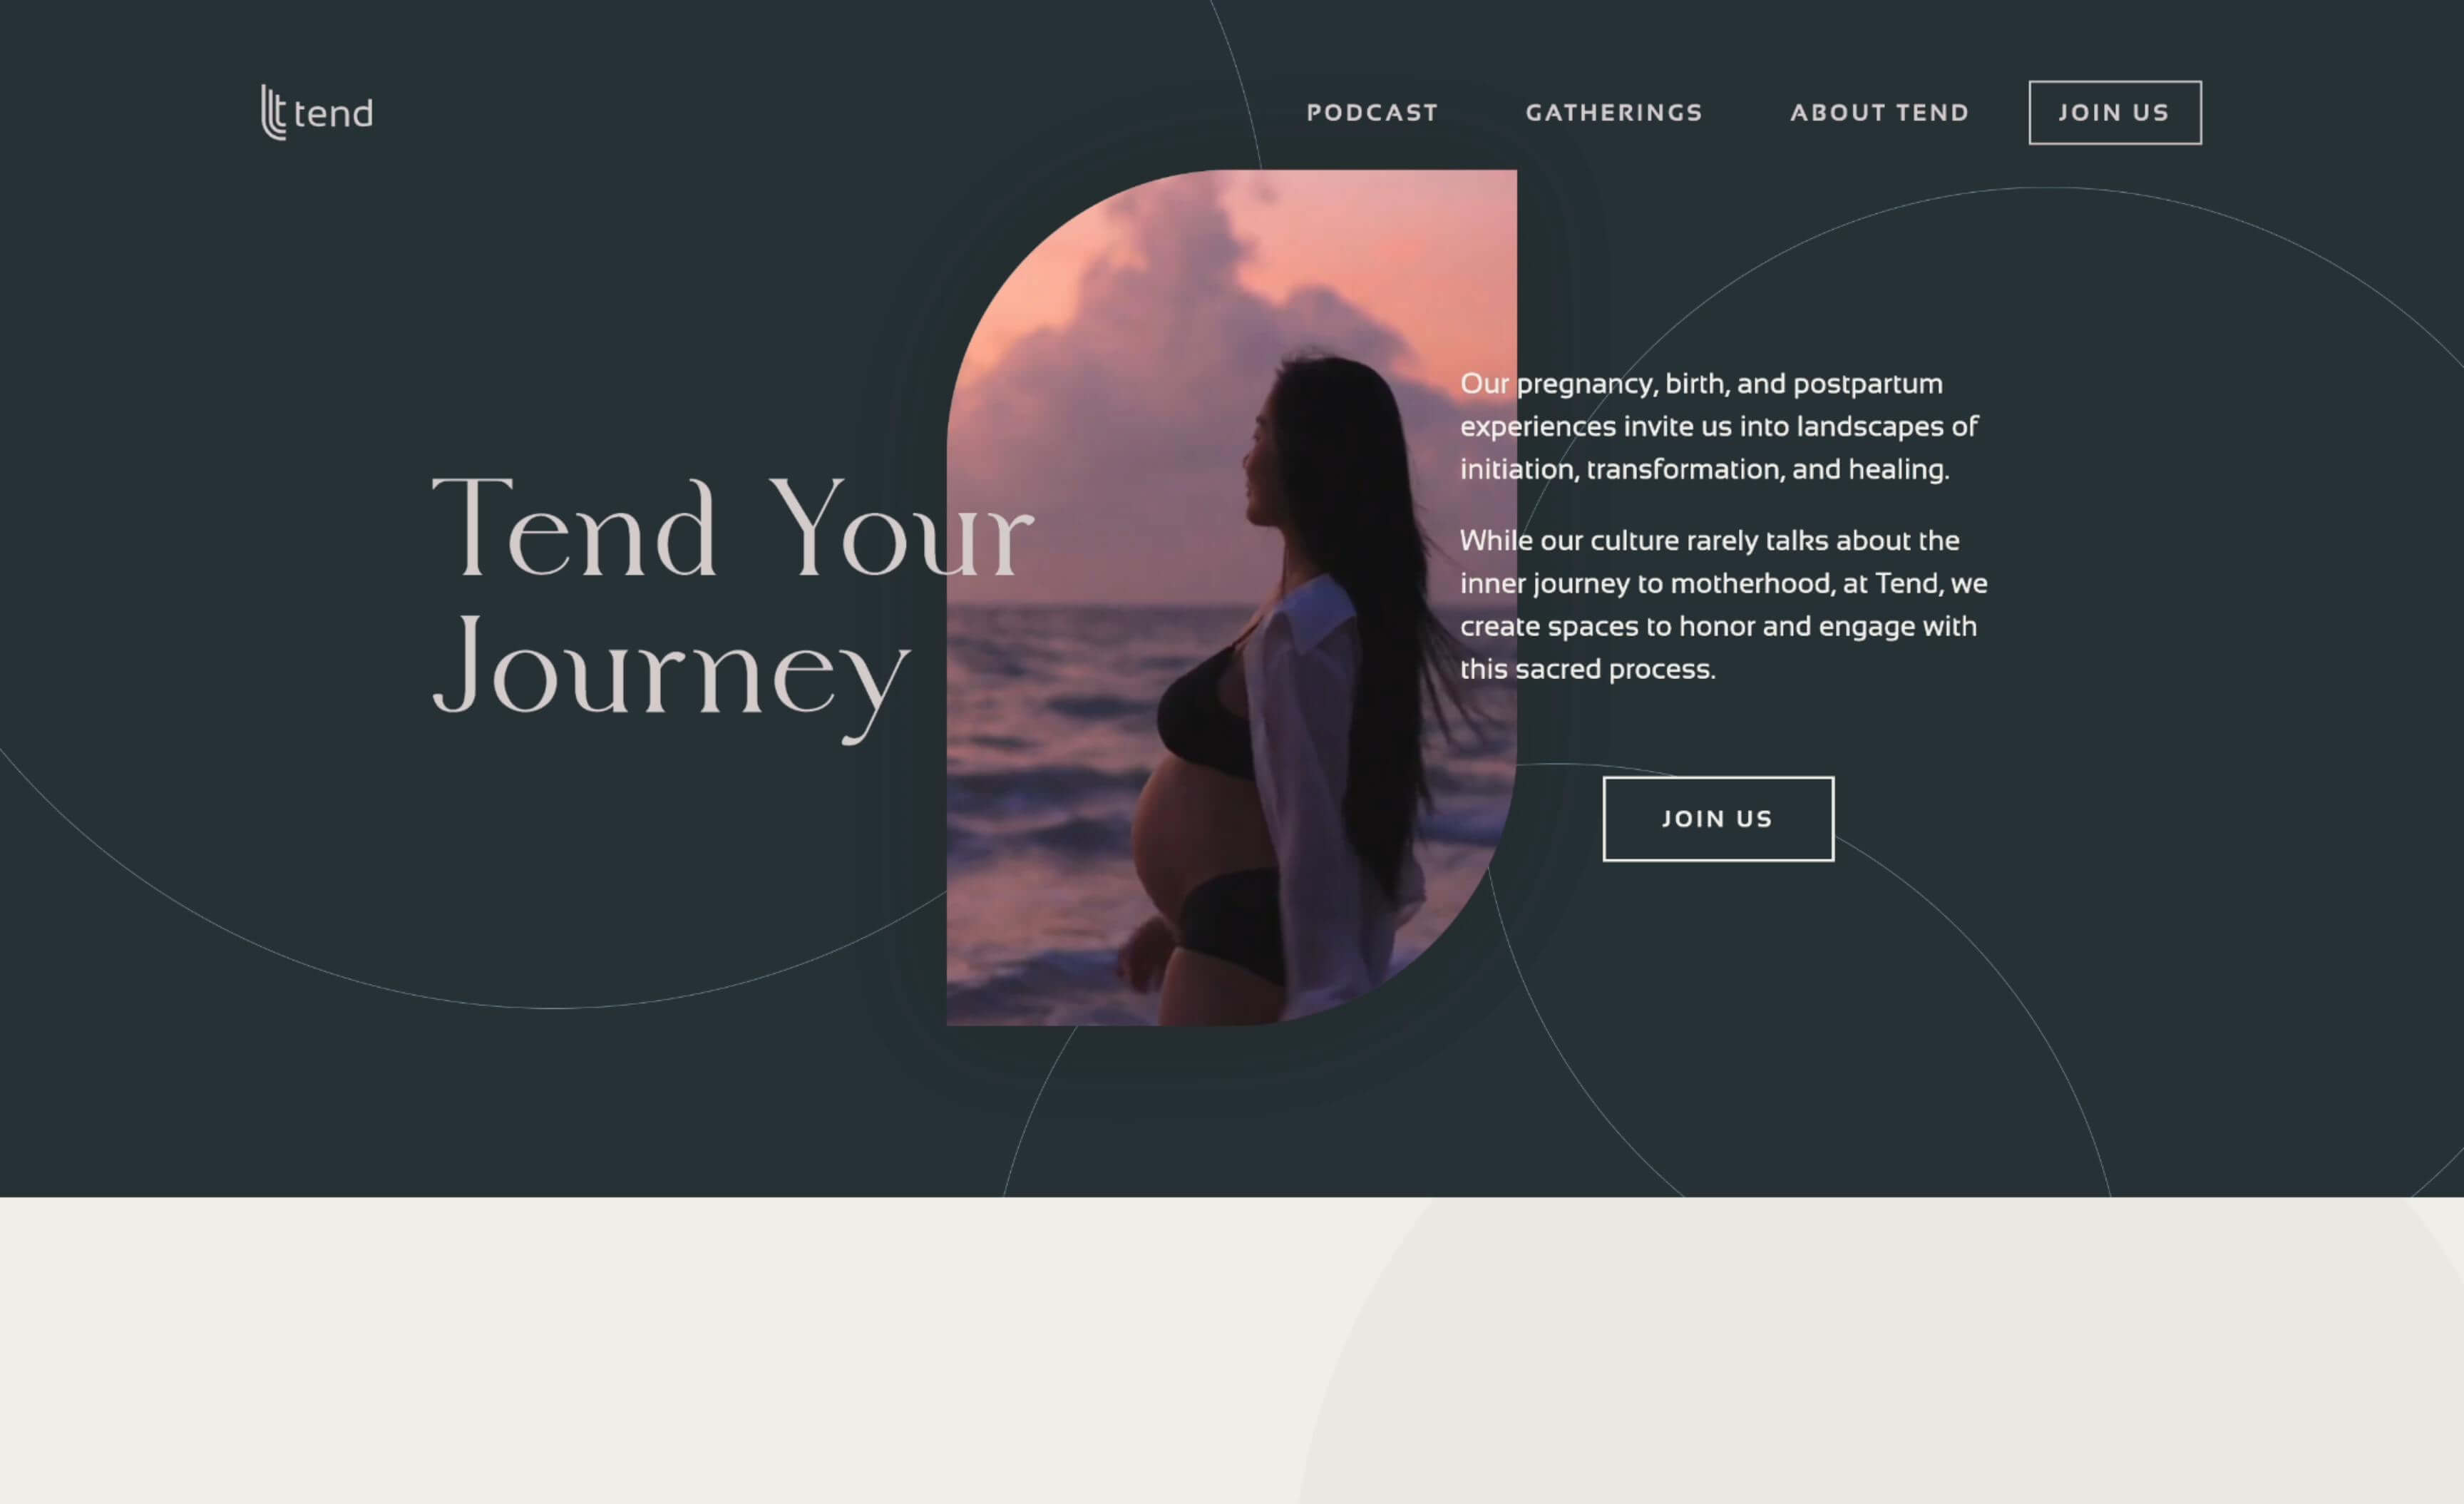 tend
PODCAST
GATHERINGS
ABOUT TEND
JOIN US
Tend Your
Journey
Our pregnancy, birth, and postpartum
experiences invite us into landscapes of
initiation, transformation, and healing.
While our culture rarely talks about the
inner journey to motherhood, at Tend, we
create spaces to honor and engage with
this sacred process.
JOIN US